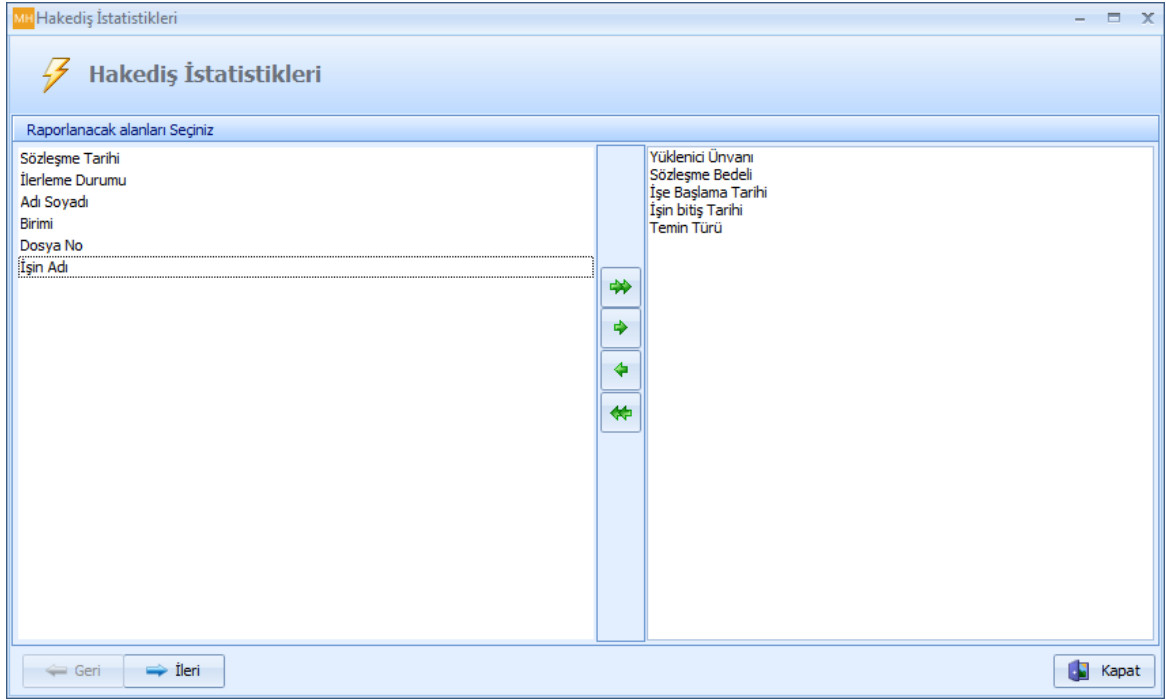 MH Hakediş İstatistikleri
Hakediş İstatistikleri
Raporlanacak alanları Seçiniz
Sözleşme Tarihi
İlerleme Durumu
Adı Soyadı
Birimi
Dosya No
İşin Adı
Yüklenici Ünvanı
Sözleşme Bedeli
İşe Başlama Tarihi
İşin bitiş Tarihi
Temin Türü
Geri
İleri
Kapat